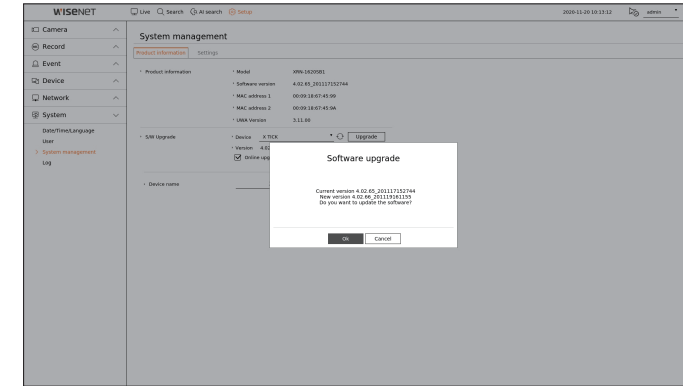 WISENET
Live Search AI search Setup 2020-11-20 10:13:12 admin
Camera
Record
Event
Device
Network
System
Date/Time/Language
User
System management
Log
System management
Product information Settings
Product information
Model XRN-1620SB1
Software version 4.02.65_201117152744
MAC address 1 00:09:18:67:45:99
MAC address 2 00:09:18:67:45:9A
UWA Version 3.11.00
S/W Upgrade
Device X-TICK Upgrade
Version 4.02
Online upg
Device name
Software upgrade
Current version 4.02.65_201117152744
New version 4.02.66_201119161155
Do you want to update the software?
Ok Cancel